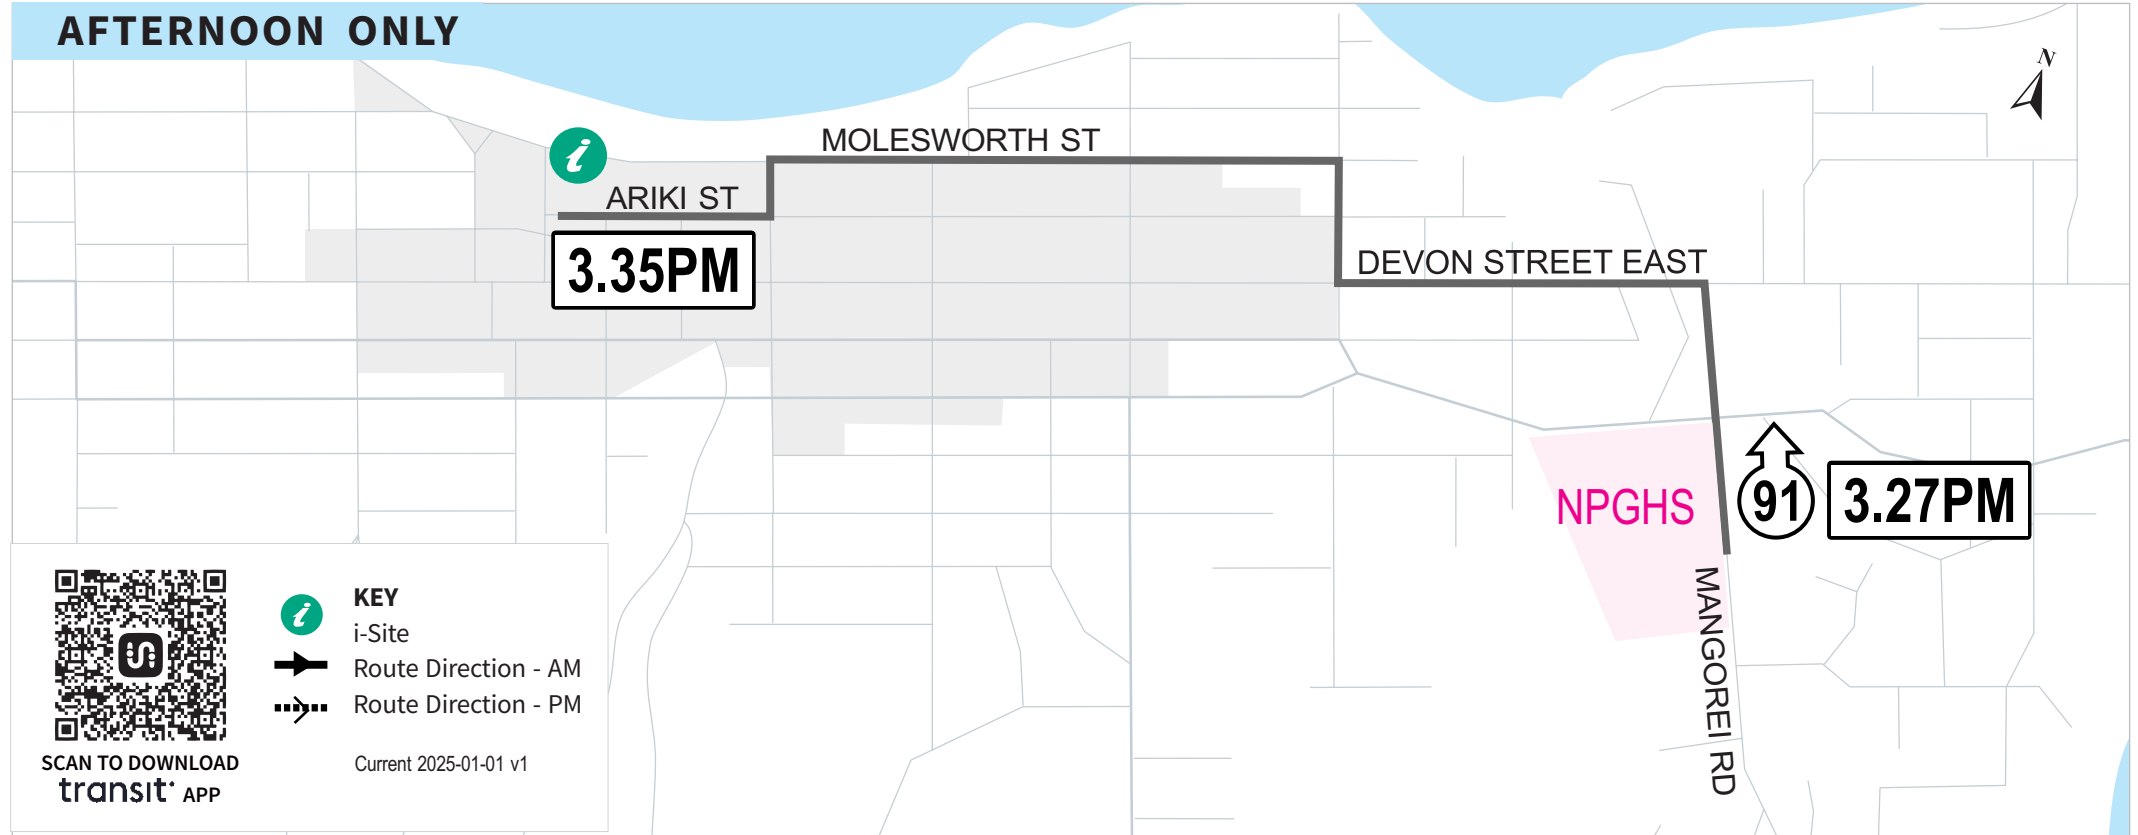 AFTERNOON ONLY
N
MOLESWORTH ST
ARIKI ST
3.35PM
DEVON STREET EAST
NPGHS
91
3.27PM
MANGOREI RD
KEY
i-Site
Route Direction - AM
Route Direction - PM
Current 2025-01-01 v1
SCAN TO DOWNLOAD
transit APP